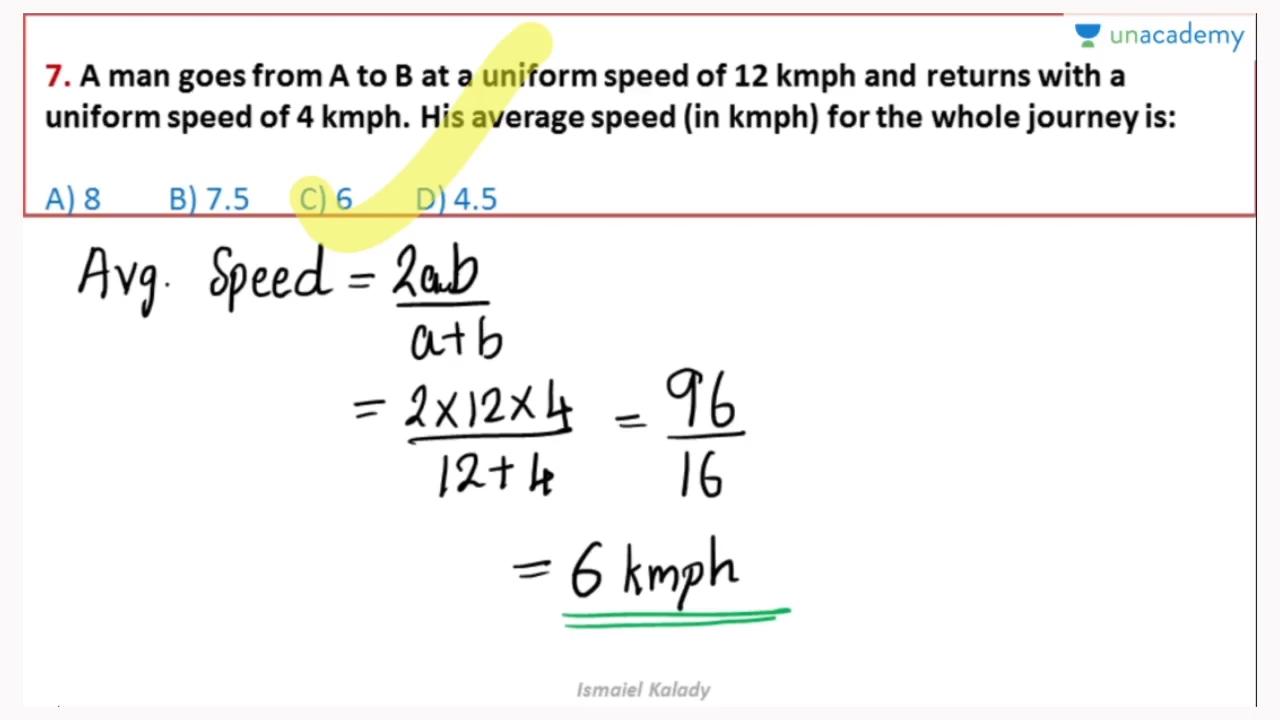 unacademy
7. A man goes from A to B at a uniform speed of 12 kmph and returns with a
uniform speed of 4 kmph. His average speed (in kmph) for the whole journey is:
A) 8 B) 7.5 C) 6 D) 4.5
Avg. Speed = 2ab
a+b
= 2×12×4 = 96
12+4 16
= 6 kmph
Ismaiel Kalady